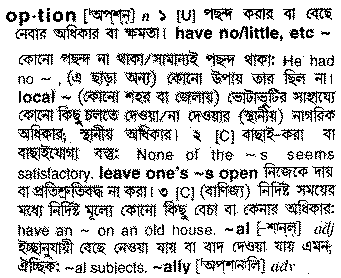 op·tion ['অপ্‌শন্] n ১ [U] পছন্দ করার বা বেছে
নেবার অধিকার বা ক্ষমতা। have no/little, etc ~
কোনো পছন্দ না থাকা/সামান্যই পছন্দ থাকা: He had
no ~, (এ ছাড়া অন্য) কোনো উপায় তার ছিল না।
local ~ (কোনো শহর বা জেলায়) ভোটাভুটির সাহায্যে
কোনো কিছু চলতে দেওয়া/না দেওয়ার (স্থানীয়) নাগরিক
অধিকার; স্থানীয় অধিকার। ২ [C] বাছাই-করা বা
বাছাইযোগ্য বস্তু: None of the ~s seems
satisfactory. leave one's ~s open নিজেকে দায়
বা প্রতিশ্রুতিবদ্ধ না করা। ৩ [C] (বাণিজ্য) নির্দিষ্ট সময়ের
মধ্যে নির্দিষ্ট মূল্যে কোনো কিছু বেচা বা কেনার অধিকার:
have an ~ on an old house. ~al [-শানল্] adj
ইচ্ছানুযায়ী বেছে নেওয়া যায় বা বাদ দেওয়া যায় এমন;
ঐচ্ছিক: ~al subjects. ~ally ['অপ্‌শানালি] adv